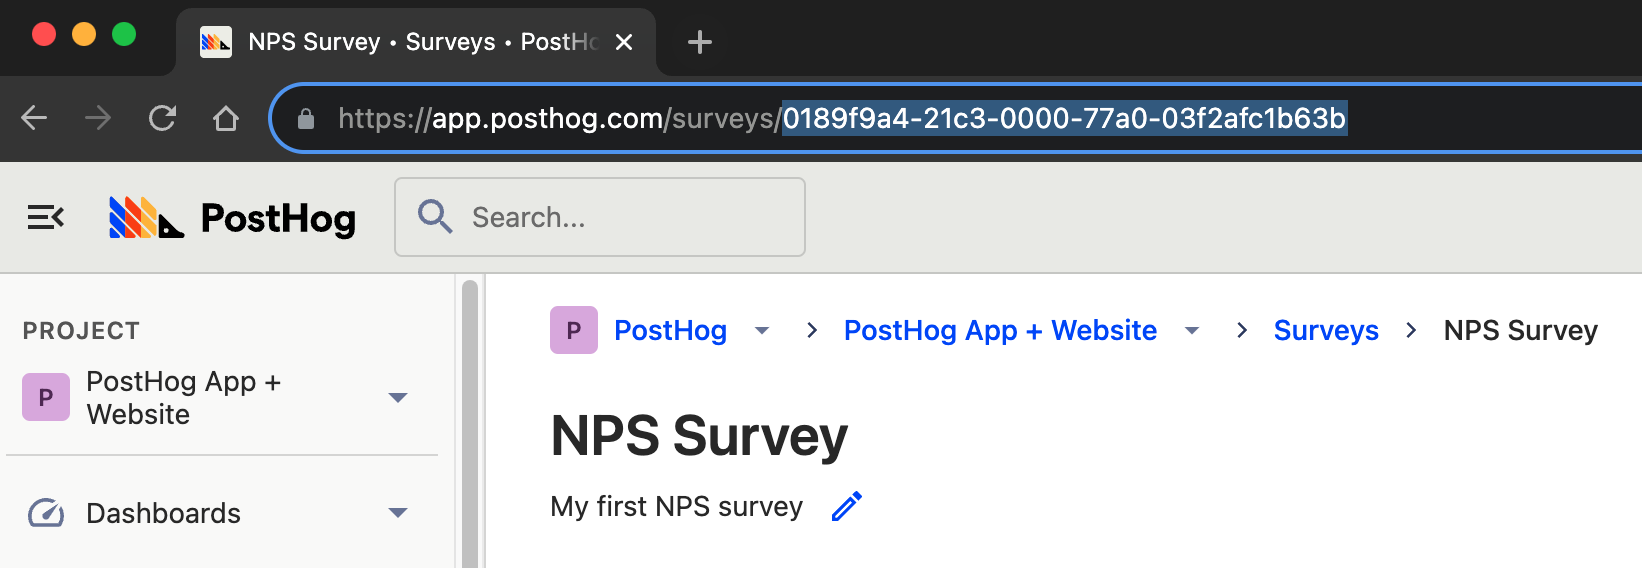 NPS Survey • Surveys • PostHo
https://app.posthog.com/surveys/0189f9a4-21c3-0000-77a0-03f2afc1b63b
PostHog
Search...
PROJECT
P
PostHog App +
Website
Dashboards
P PostHog > PostHog App + Website > Surveys > NPS Survey
NPS Survey
My first NPS survey